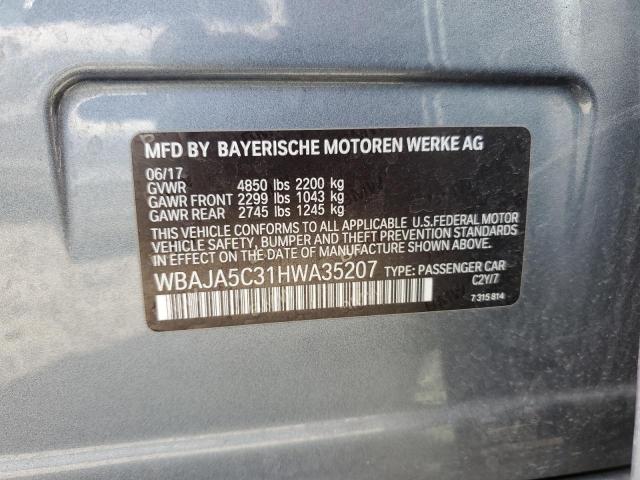 MFD BY BAYERISCHE MOTOREN WERKE AG
06/17
GVWR 4850 lbs 2200 kg
GAWR FRONT 2299 lbs 1043 kg
GAWR REAR 2745 lbs 1245 kg
THIS VEHICLE CONFORMS TO ALL APPLICABLE U.S.FEDERAL MOTOR
VEHICLE SAFETY, BUMPER AND THEFT PREVENTION STANDARDS
IN EFFECT ON THE DATE OF MANUFACTURE SHOWN ABOVE.
WBAJA5C31HWA35207 TYPE: PASSENGER CAR
C2Y/7
7 315 814